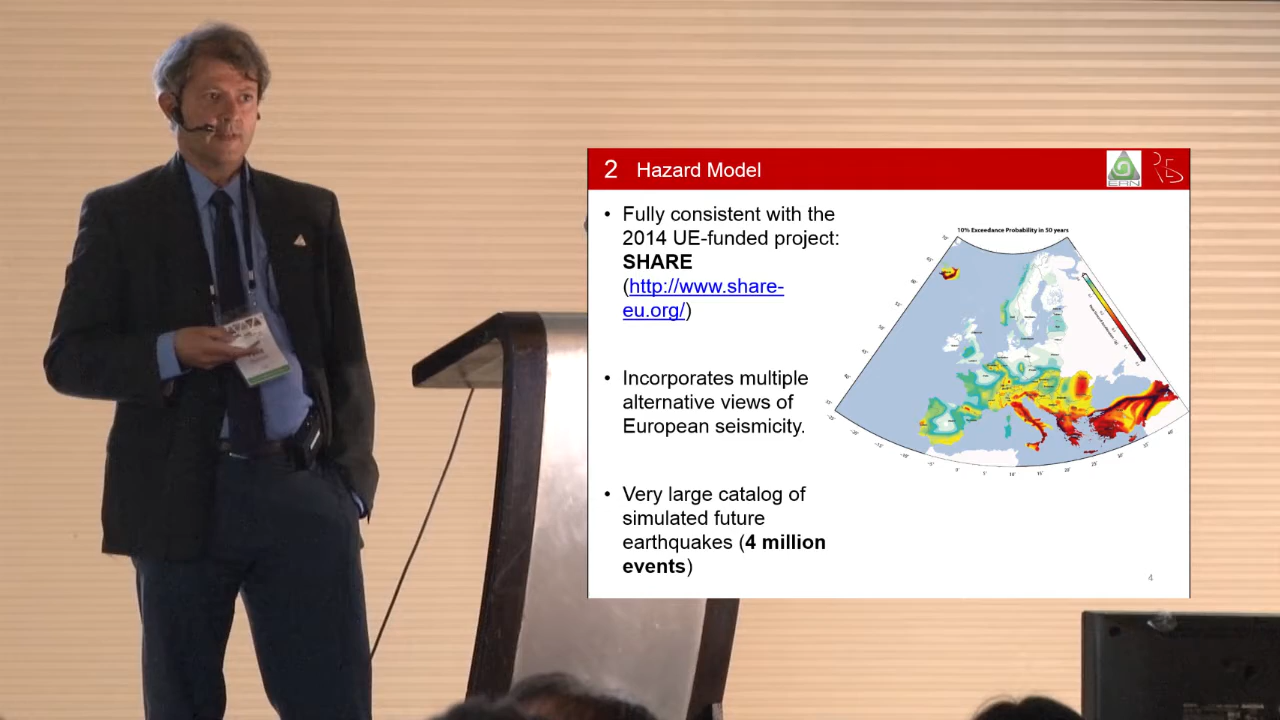 2 Hazard Model
ERN
• Fully consistent with the
2014 UE-funded project:
SHARE
(http://www.share-
eu.org/)
• Incorporates multiple
alternative views of
European seismicity.
• Very large catalog of
simulated future
earthquakes (4 million
events)
10% Exceedance Probability in 50 years
4